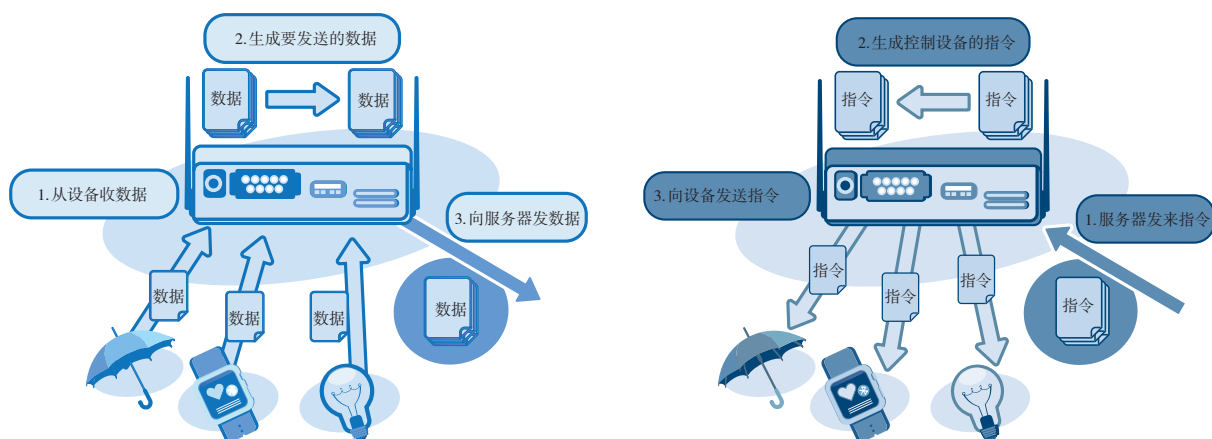 2.生成要发送的数据
数据
数据
1.从设备收数据
3.向服务器发数据
数据
数据
数据
数据
2.生成控制设备的指令
指令
指令
3.向设备发送指令
1.服务器发来指令
指令
指令
指令
指令